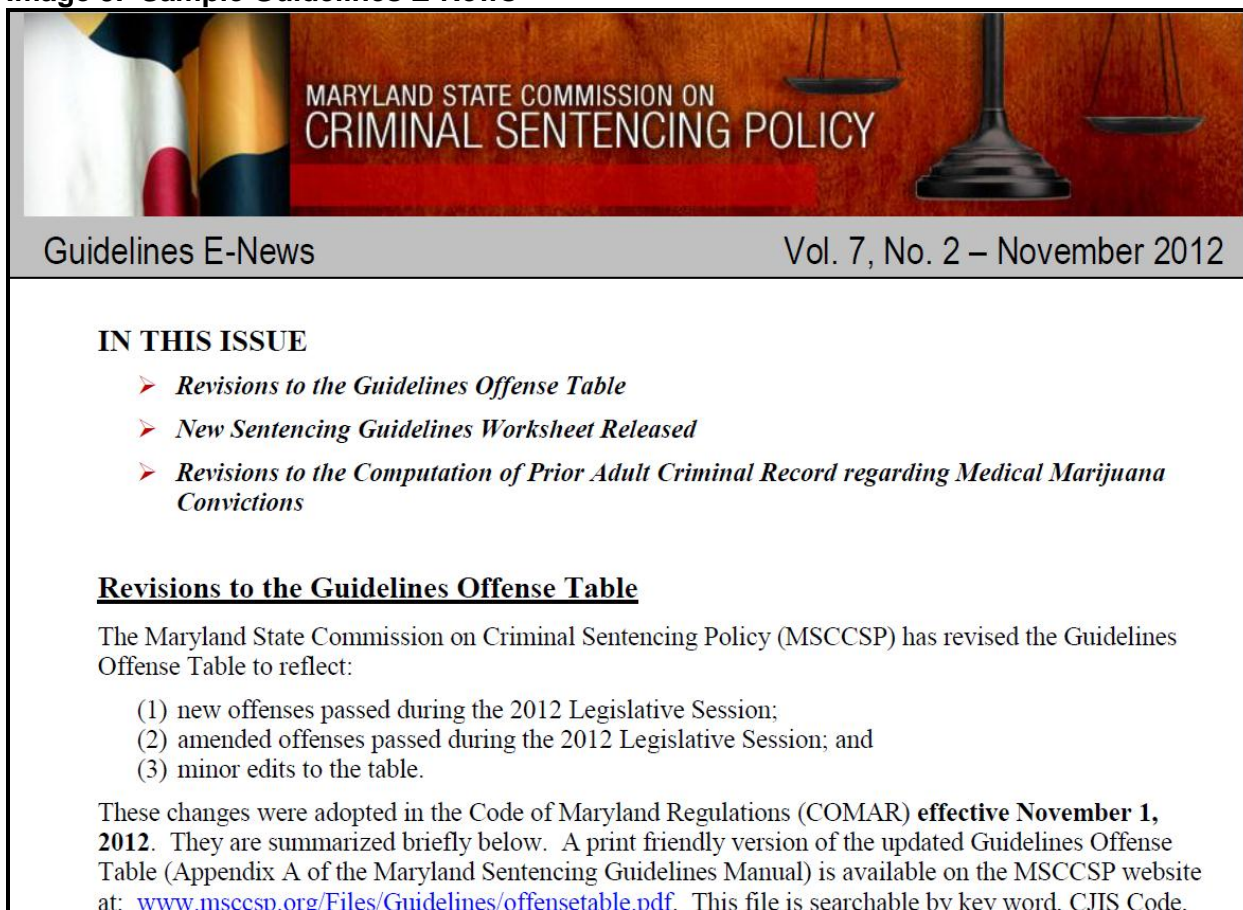 Image 3. Sample Guidelines E-News
MARYLAND STATE COMMISSION ON
CRIMINAL SENTENCING POLICY
Guidelines E-News Vol. 7, No. 2 – November 2012
IN THIS ISSUE
➢ Revisions to the Guidelines Offense Table
➢ New Sentencing Guidelines Worksheet Released
➢ Revisions to the Computation of Prior Adult Criminal Record regarding Medical Marijuana
Convictions
Revisions to the Guidelines Offense Table
The Maryland State Commission on Criminal Sentencing Policy (MSCCSP) has revised the Guidelines
Offense Table to reflect:
(1) new offenses passed during the 2012 Legislative Session;
(2) amended offenses passed during the 2012 Legislative Session; and
(3) minor edits to the table.
These changes were adopted in the Code of Maryland Regulations (COMAR) effective November 1,
2012. They are summarized briefly below. A print friendly version of the updated Guidelines Offense
Table (Appendix A of the Maryland Sentencing Guidelines Manual) is available on the MSCCSP website
at: www.msccsp.org/Files/Guidelines/offensetable.pdf. This file is searchable by key word, CJIS Code,